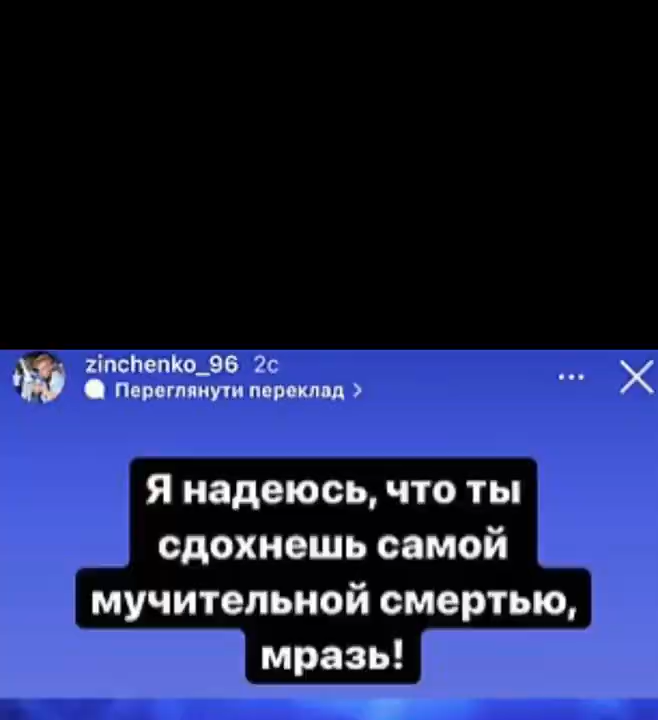 zinchenko_96 2с
Переглянути переклад >
Я надеюсь, что ты
сдохнешь самой
мучительной смертью,
мразь!